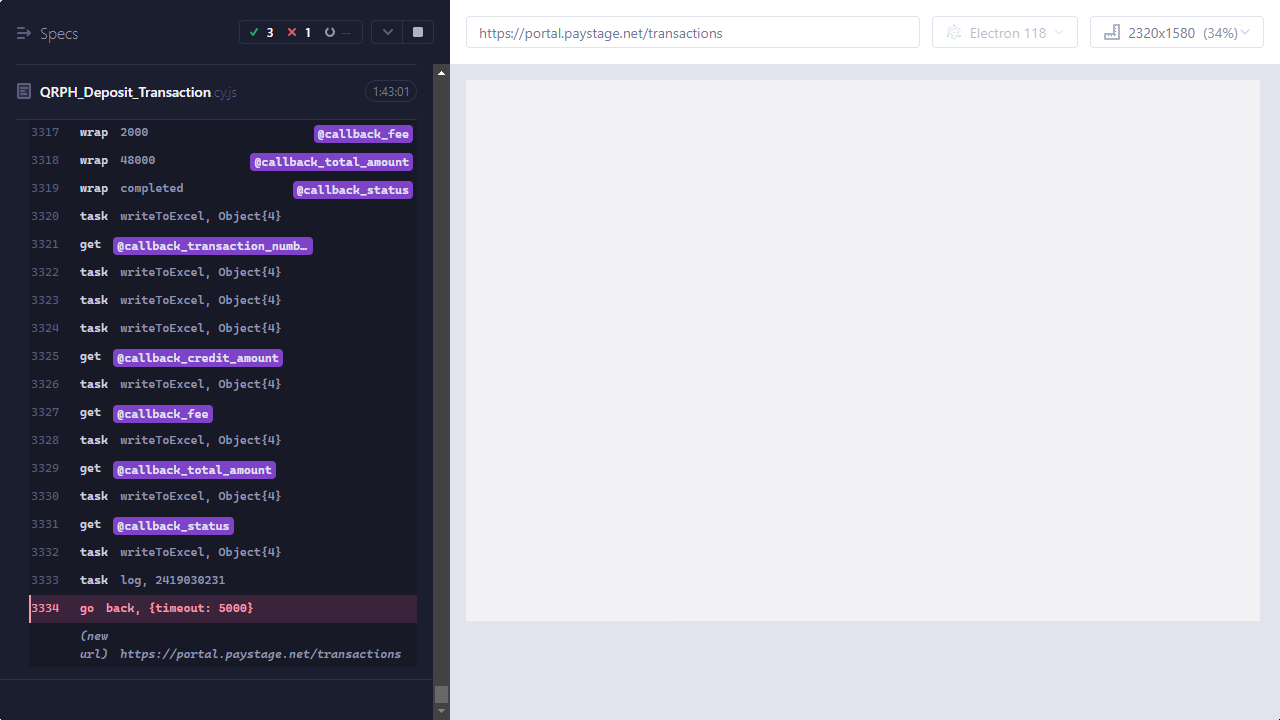 Specs
3
1
--
https://portal.paystage.net/transactions
Electron 118
2320x1580 (34%)
QRPH_Deposit_Transaction.cy.js
1:43:01
3317 wrap 2000 @callback_fee
3318 wrap 48000 @callback_total_amount
3319 wrap completed @callback_status
3320 task writeToExcel, Object{4}
3321 get @callback_transaction_numb…
3322 task writeToExcel, Object{4}
3323 task writeToExcel, Object{4}
3324 task writeToExcel, Object{4}
3325 get @callback_credit_amount
3326 task writeToExcel, Object{4}
3327 get @callback_fee
3328 task writeToExcel, Object{4}
3329 get @callback_total_amount
3330 task writeToExcel, Object{4}
3331 get @callback_status
3332 task writeToExcel, Object{4}
3333 task log, 2419030231
3334 go back, {timeout: 5000}
(new
url) https://portal.paystage.net/transactions